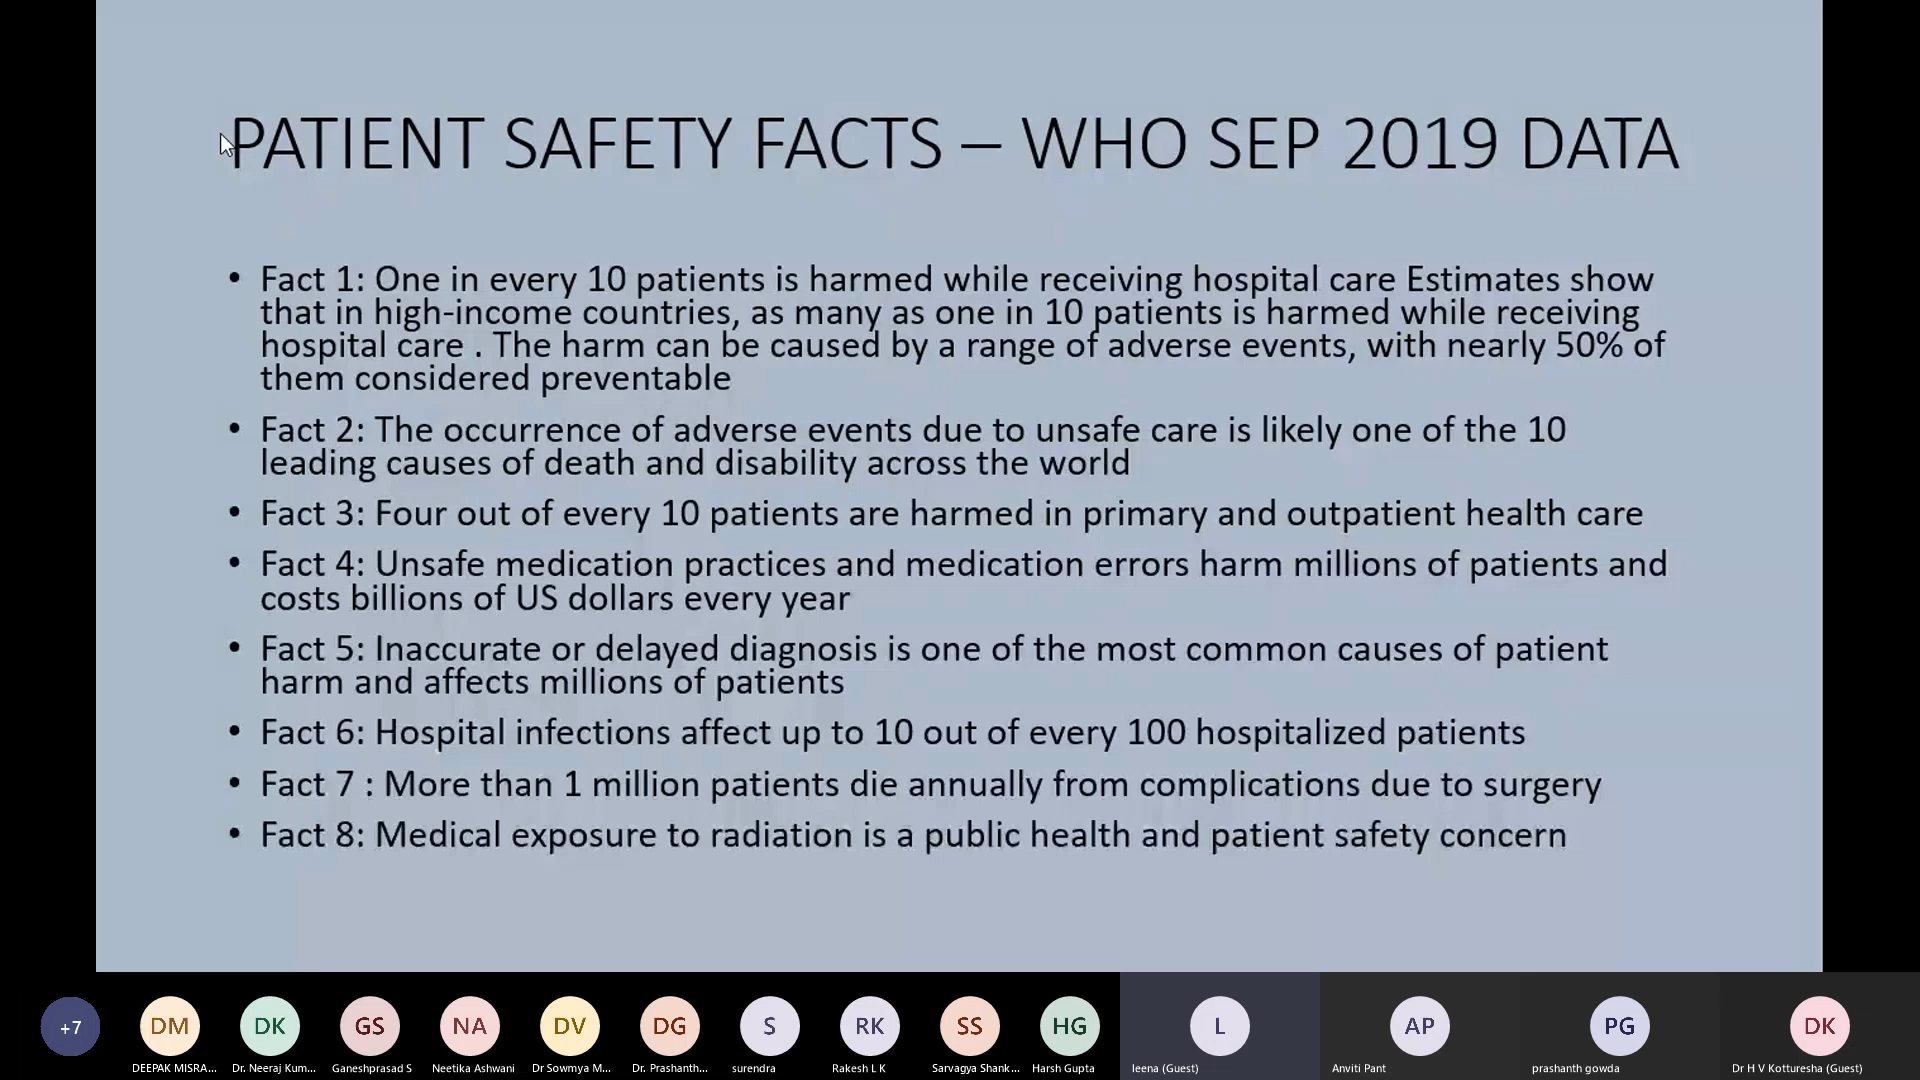 PATIENT SAFETY FACTS – WHO SEP 2019 DATA
• Fact 1: One in every 10 patients is harmed while receiving hospital care Estimates show
that in high-income countries, as many as one in 10 patients is harmed while receiving
hospital care . The harm can be caused by a range of adverse events, with nearly 50% of
them considered preventable
• Fact 2: The occurrence of adverse events due to unsafe care is likely one of the 10
leading causes of death and disability across the world
• Fact 3: Four out of every 10 patients are harmed in primary and outpatient health care
• Fact 4: Unsafe medication practices and medication errors harm millions of patients and
costs billions of US dollars every year
• Fact 5: Inaccurate or delayed diagnosis is one of the most common causes of patient
harm and affects millions of patients
• Fact 6: Hospital infections affect up to 10 out of every 100 hospitalized patients
• Fact 7 : More than 1 million patients die annually from complications due to surgery
• Fact 8: Medical exposure to radiation is a public health and patient safety concern
+7 DM DK GS NA DV DG S RK SS HG L AP PG DK
DEEPAK MISRA... Dr. Neeraj Kum... Ganeshprasad S Neetika Ashwani Dr Sowmya M... Dr. Prashanth... surendra Rakesh L K Sarvagya Shank... Harsh Gupta leena (Guest) Anviti Pant prashanth gowda Dr H V Kotturesha (Guest)